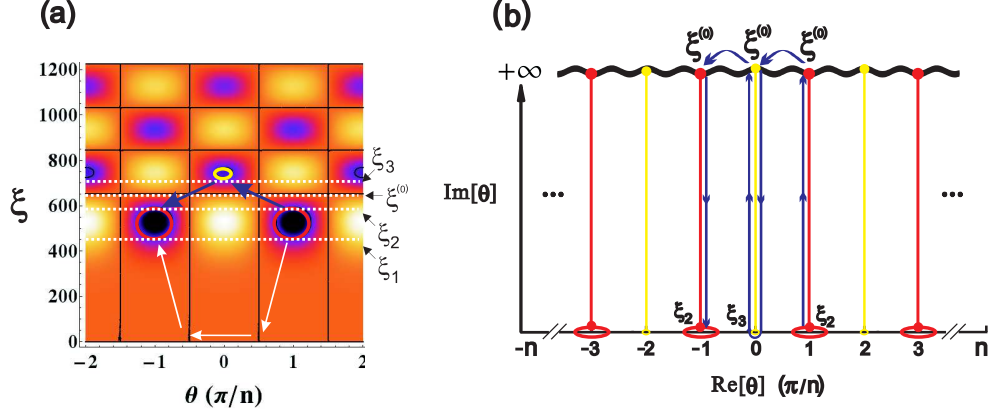 (a)
1200
1000
800
600
400
200
0
ξ
-2
-1
0
1
2
θ (π/n)
ξ3
ξ(0)
ξ2
ξ1
(b)
ξ(0) ξ(0) ξ(0)
+∞
Im[θ]
... ...
ξ2 ξ3 ξ2
-n -3 -2 -1 0 1 2 3 n
Re[θ] (π/n)